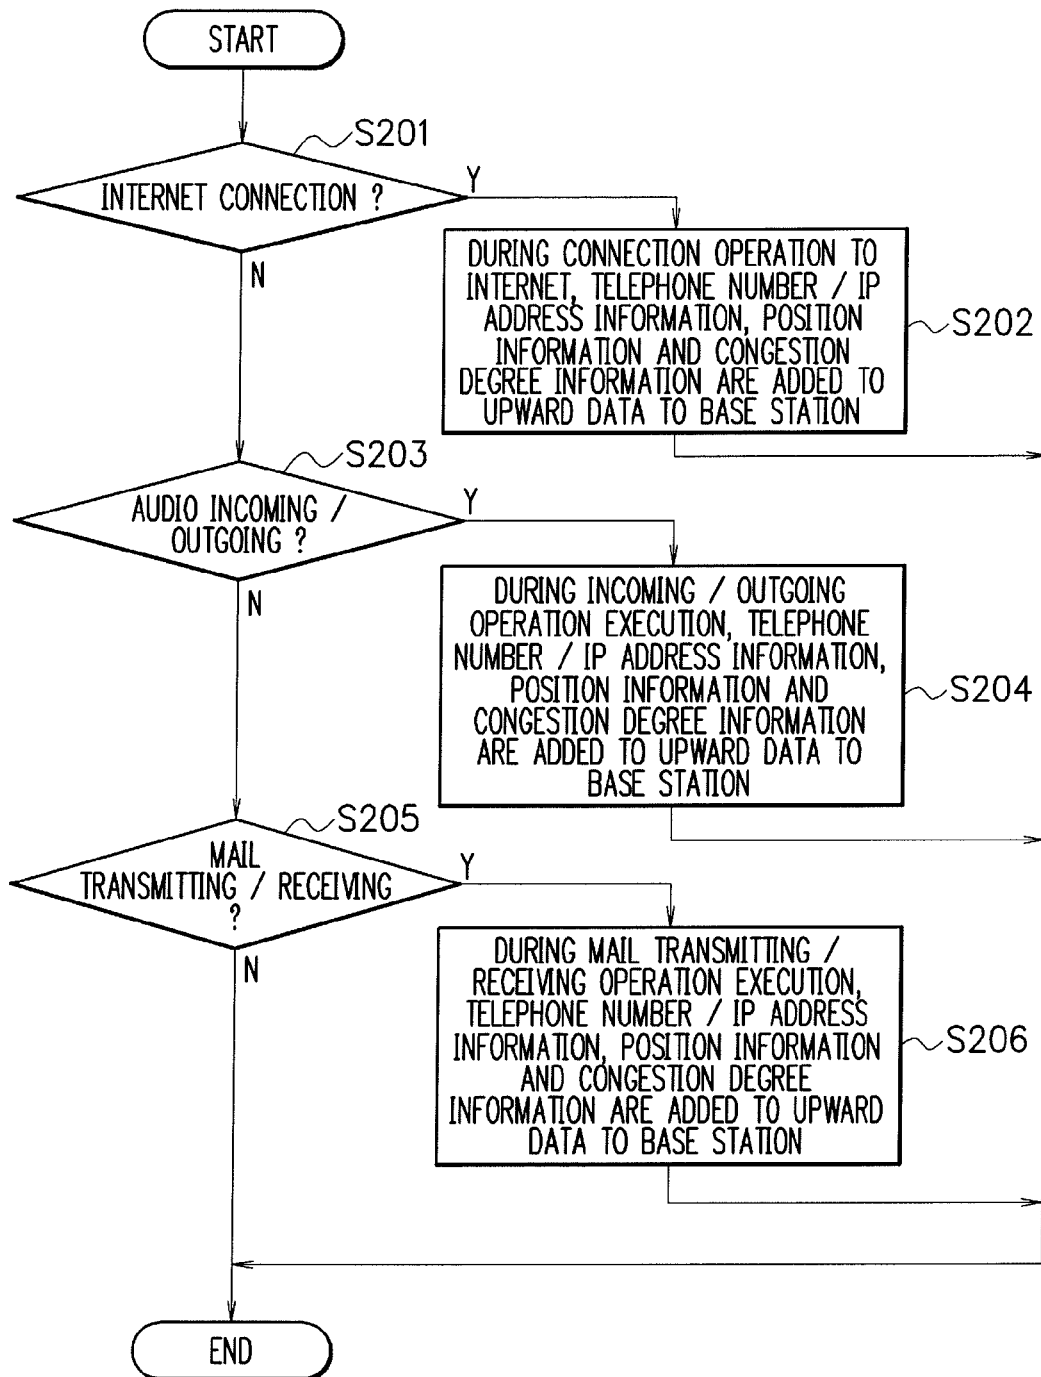 START
S201
INTERNET CONNECTION ?
Y
N
DURING CONNECTION OPERATION TO
INTERNET, TELEPHONE NUMBER / IP
ADDRESS INFORMATION, POSITION
INFORMATION AND CONGESTION
DEGREE INFORMATION ARE ADDED TO
UPWARD DATA TO BASE STATION
S202
S203
AUDIO INCOMING /
OUTGOING ?
Y
N
DURING INCOMING / OUTGOING
OPERATION EXECUTION, TELEPHONE
NUMBER / IP ADDRESS INFORMATION,
POSITION INFORMATION AND
CONGESTION DEGREE INFORMATION
ARE ADDED TO UPWARD DATA TO
BASE STATION
S204
S205
MAIL
TRANSMITTING / RECEIVING
?
Y
N
DURING MAIL TRANSMITTING /
RECEIVING OPERATION EXECUTION,
TELEPHONE NUMBER / IP ADDRESS
INFORMATION, POSITION INFORMATION
AND CONGESTION DEGREE
INFORMATION ARE ADDED TO UPWARD
DATA TO BASE STATION
S206
END